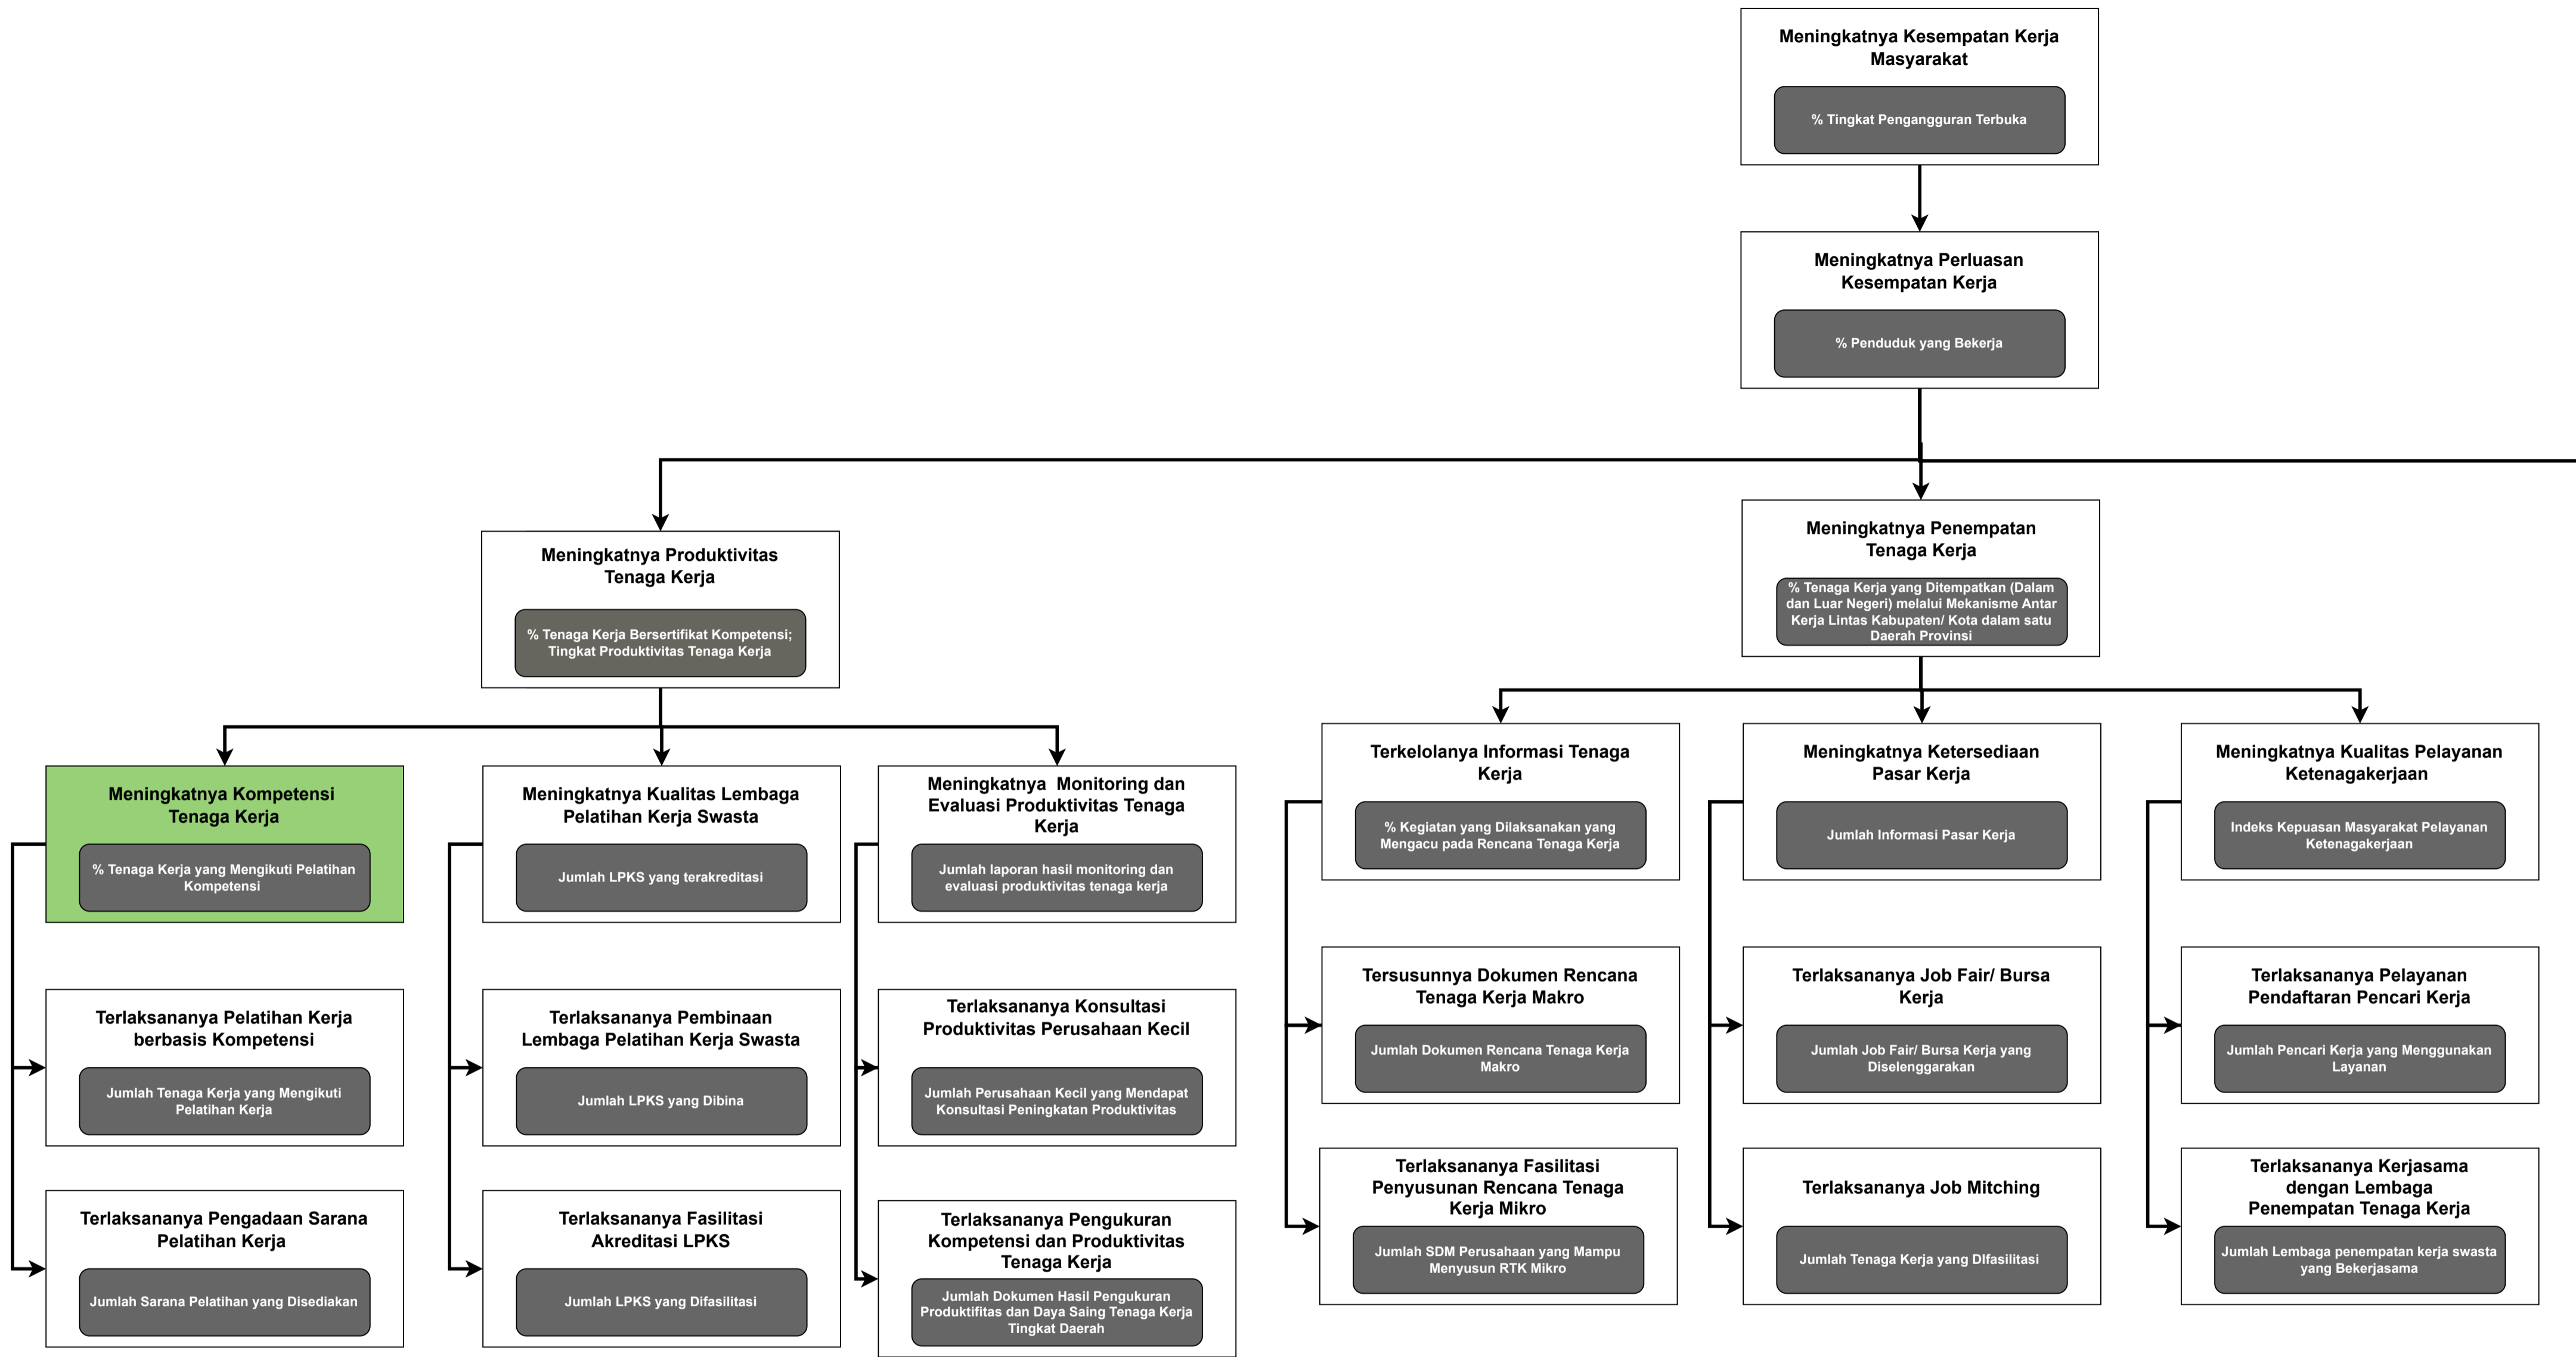 Meningkatnya Kesempatan Kerja
Masyarakat
% Tingkat Pengangguran Terbuka
Meningkatnya Perluasan
Kesempatan Kerja
% Penduduk yang Bekerja
Meningkatnya Produktivitas
Tenaga Kerja
% Tenaga Kerja Bersertifikat Kompetensi;
Tingkat Produktivitas Tenaga Kerja
Meningkatnya Penempatan
Tenaga Kerja
% Tenaga Kerja yang Ditempatkan (Dalam
dan Luar Negeri) melalui Mekanisme Antar
Kerja Lintas Kabupaten/ Kota dalam satu
Daerah Provinsi
Meningkatnya Kompetensi
Tenaga Kerja
% Tenaga Kerja yang Mengikuti Pelatihan
Kompetensi
Meningkatnya Kualitas Lembaga
Pelatihan Kerja Swasta
Jumlah LPKS yang terakreditasi
Meningkatnya Monitoring dan
Evaluasi Produktivitas Tenaga
Kerja
Jumlah laporan hasil monitoring dan
evaluasi produktivitas tenaga kerja
Terkelolanya Informasi Tenaga
Kerja
% Kegiatan yang Dilaksanakan yang
Mengacu pada Rencana Tenaga Kerja
Meningkatnya Ketersediaan
Pasar Kerja
Jumlah Informasi Pasar Kerja
Meningkatnya Kualitas Pelayanan
Ketenagakerjaan
Indeks Kepuasan Masyarakat Pelayanan
Ketenagakerjaan
Terlaksananya Pelatihan Kerja
berbasis Kompetensi
Jumlah Tenaga Kerja yang Mengikuti
Pelatihan Kerja
Terlaksananya Pembinaan
Lembaga Pelatihan Kerja Swasta
Jumlah LPKS yang Dibina
Terlaksananya Konsultasi
Produktivitas Perusahaan Kecil
Jumlah Perusahaan Kecil yang Mendapat
Konsultasi Peningkatan Produktivitas
Tersusunnya Dokumen Rencana
Tenaga Kerja Makro
Jumlah Dokumen Rencana Tenaga Kerja
Makro
Terlaksananya Job Fair/ Bursa
Kerja
Jumlah Job Fair/ Bursa Kerja yang
Diselenggarakan
Terlaksananya Pelayanan
Pendaftaran Pencari Kerja
Jumlah Pencari Kerja yang Menggunakan
Layanan
Terlaksananya Pengadaan Sarana
Pelatihan Kerja
Jumlah Sarana Pelatihan yang Disediakan
Terlaksananya Fasilitasi
Akreditasi LPKS
Jumlah LPKS yang Difasilitasi
Terlaksananya Pengukuran
Kompetensi dan Produktivitas
Tenaga Kerja
Jumlah Dokumen Hasil Pengukuran
Produktifitas dan Daya Saing Tenaga Kerja
Tingkat Daerah
Terlaksananya Fasilitasi
Penyusunan Rencana Tenaga
Kerja Mikro
Jumlah SDM Perusahaan yang Mampu
Menyusun RTK Mikro
Terlaksananya Job Mitching
Jumlah Tenaga Kerja yang DIfasilitasi
Terlaksananya Kerjasama
dengan Lembaga
Penempatan Tenaga Kerja
Jumlah Lembaga penempatan kerja swasta
yang Bekerjasama